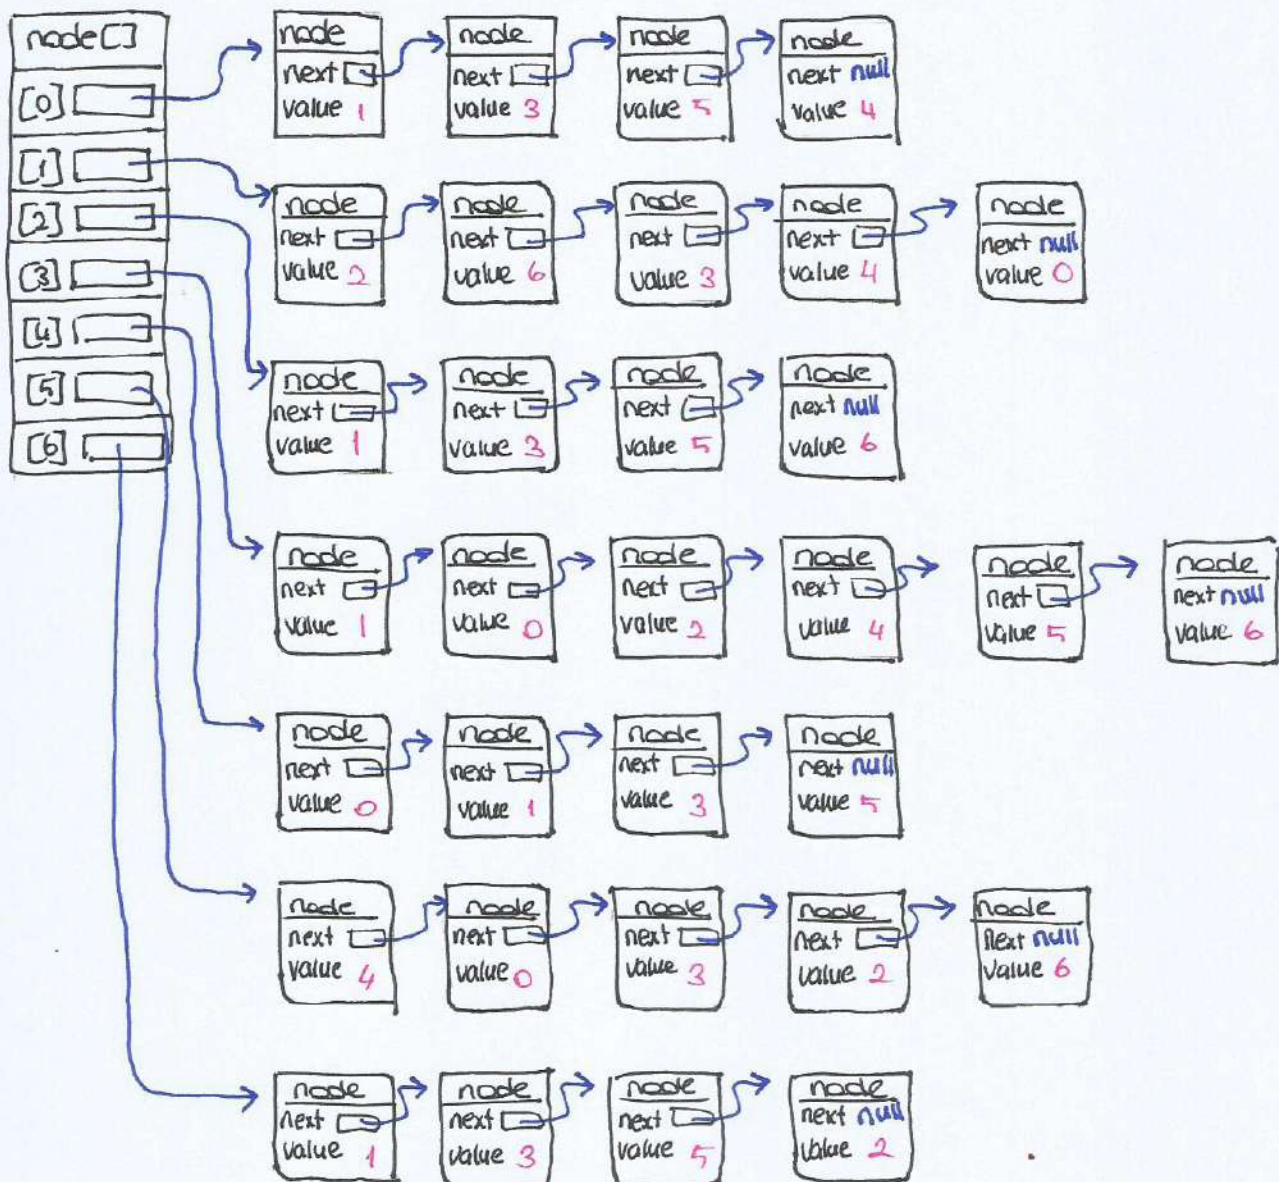 node[]
[0]
[1]
[2]
[3]
[4]
[5]
[6]
node node node node
next next next next null
value 1 value 3 value 5 value 4
node node node node node
next next next next next null
value 2 value 6 value 3 value 4 value 0
node node node node
next next next next null
value 1 value 3 value 5 value 6
node node node node node node
next next next next next next null
value 1 value 0 value 2 value 4 value 5 value 6
node node node node
next next next next null
value 0 value 1 value 3 value 5
node node node node node
next next next next next null
value 4 value 0 value 3 value 2 value 6
node node node node
next next next next null
value 1 value 3 value 5 value 2